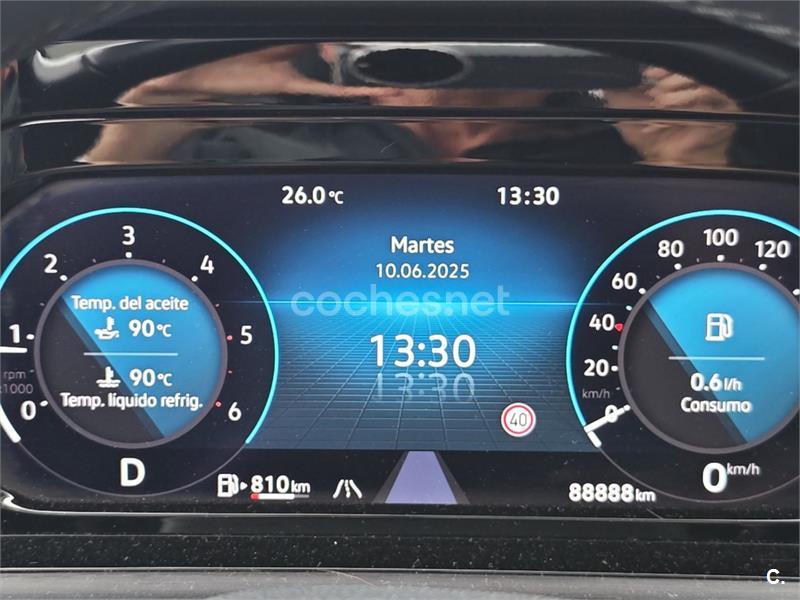 26.0 °C
13:30
Martes
10.06.2025
13:30
40
Temp. del aceite
90°C
90°C
Temp. líquido refrig.
0 1 2 3 4 5 6
rpm
x1000
D
810 km
0 20 40 60 80 100 120
km/h
0.6 l/h
Consumo
0 km/h
88888 km
coches.net
c.